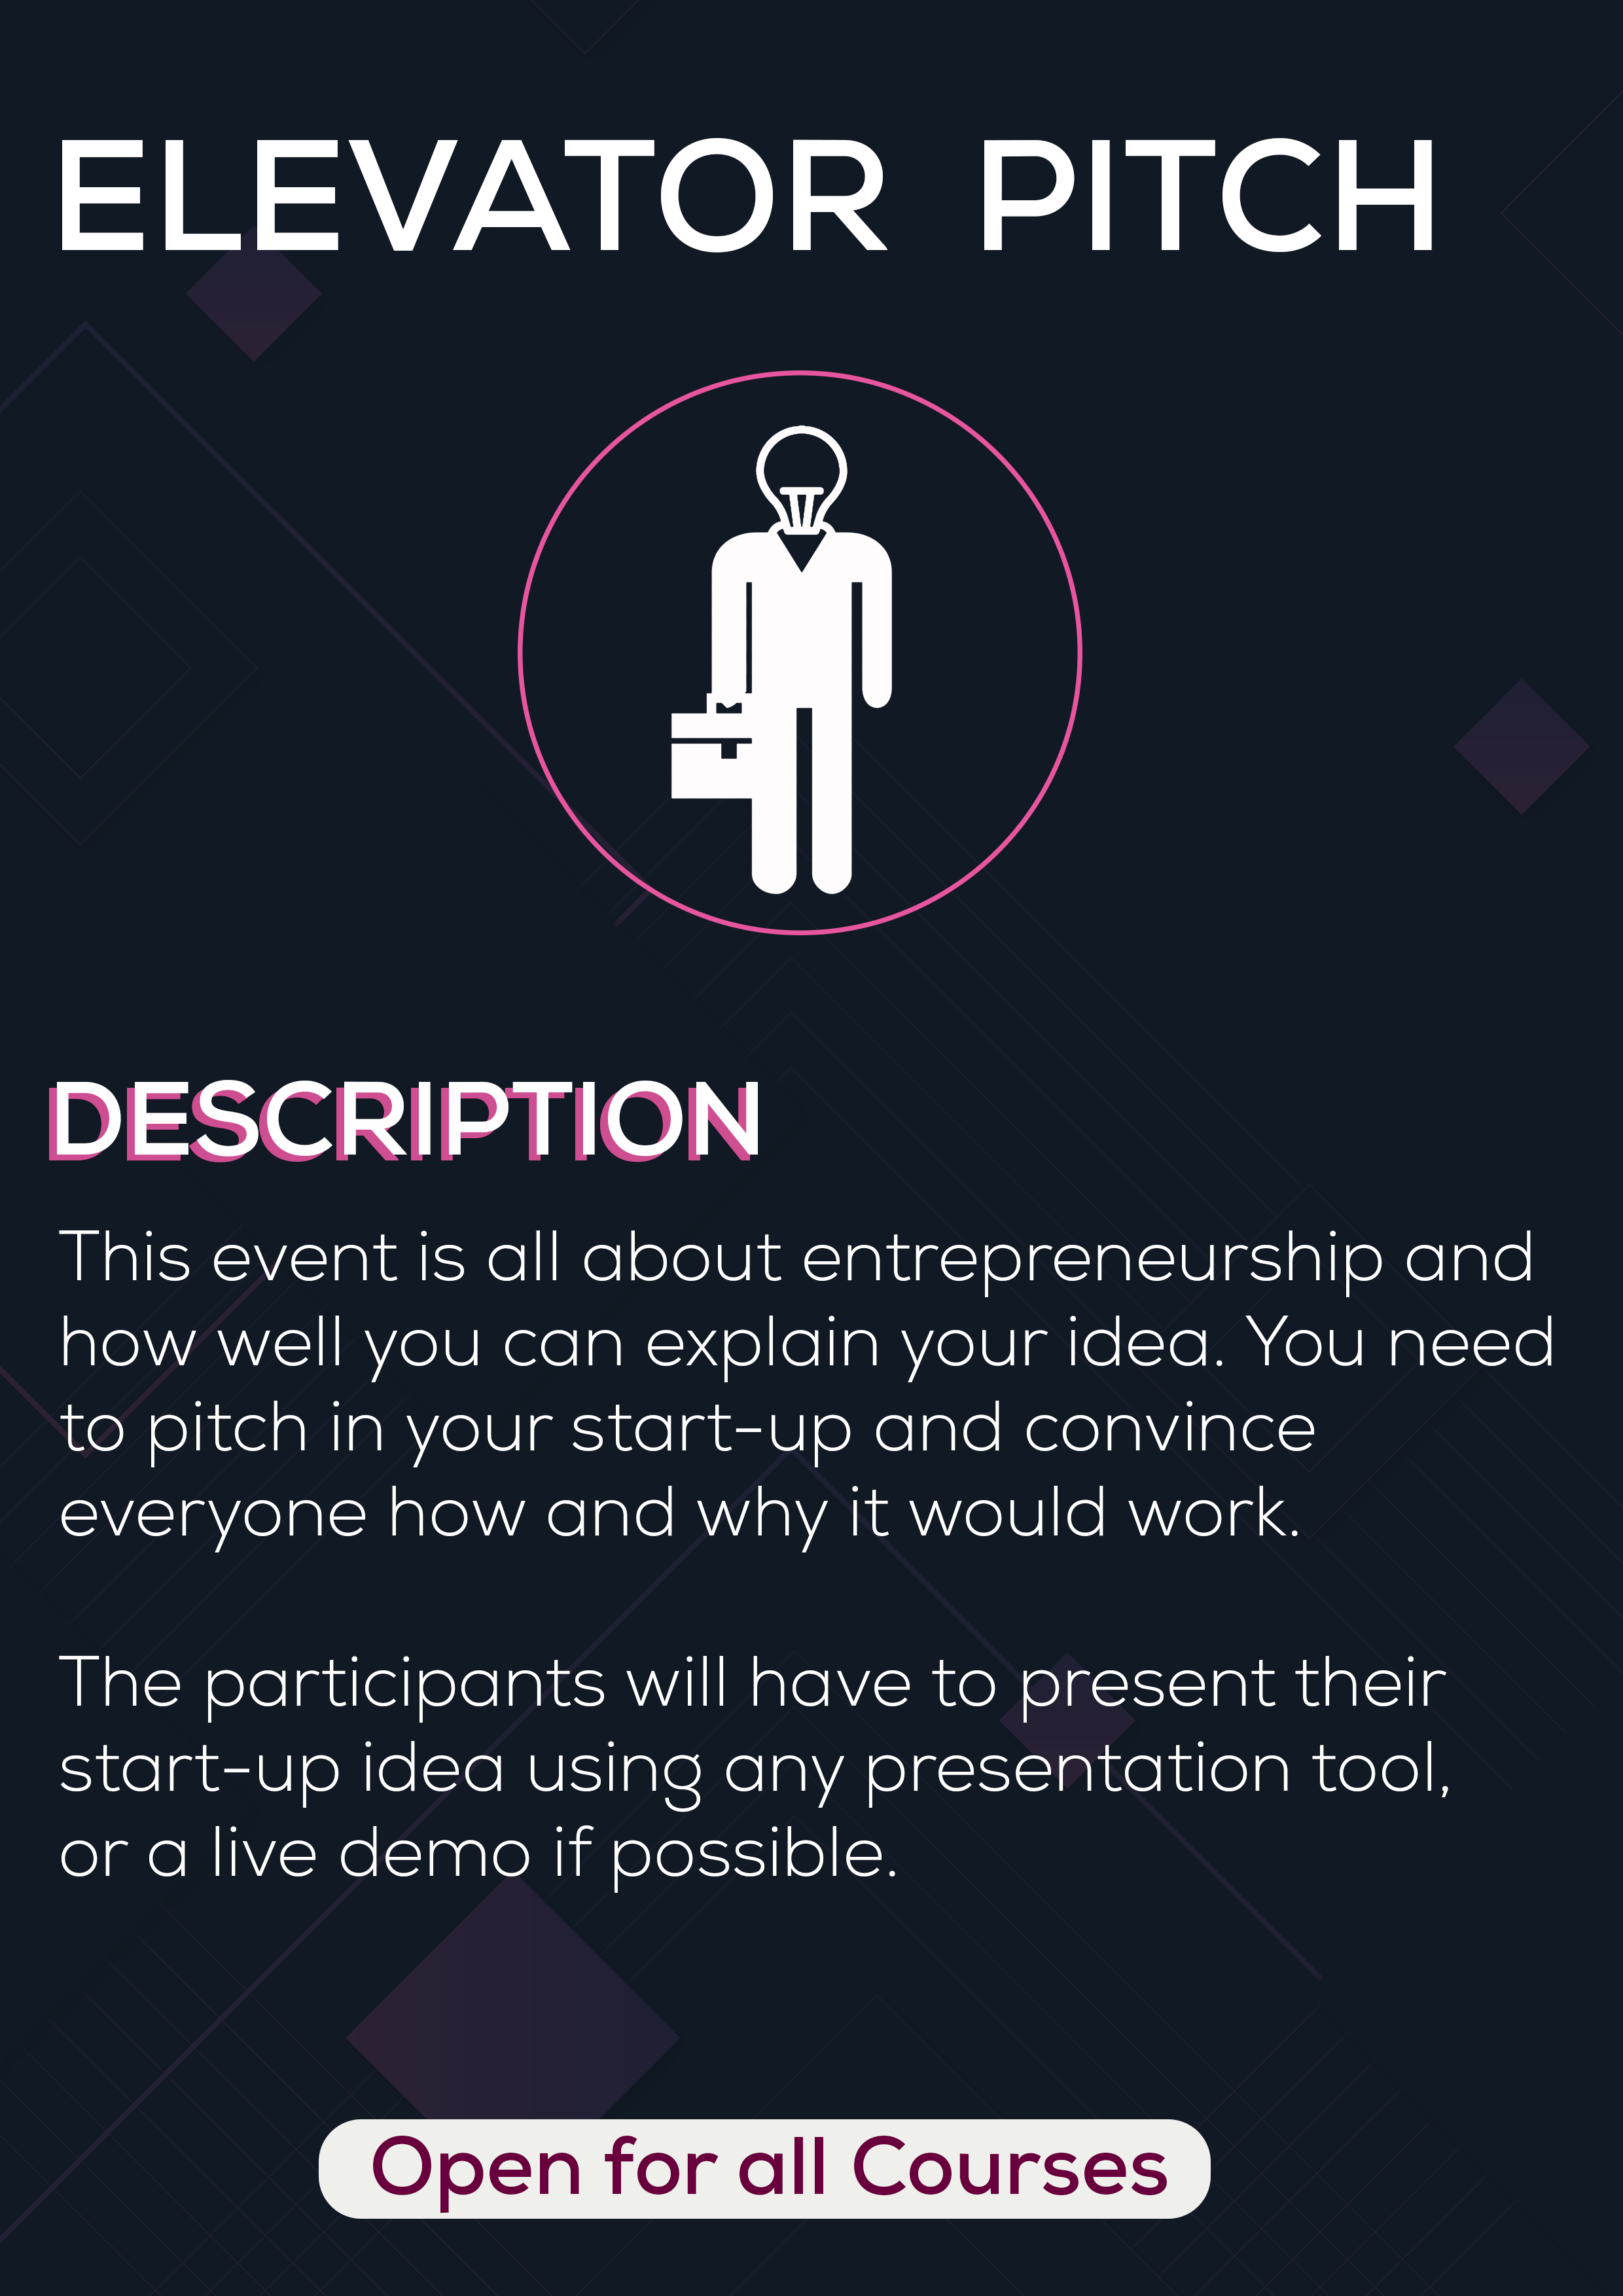 ELEVATOR PITCH
DESCRIPTION
This event is all about entrepreneurship and
how well you can explain your idea. You need
to pitch in your start-up and convince
everyone how and why it would work.
The participants will have to present their
start-up idea using any presentation tool,
or a live demo if possible.
Open for all Courses